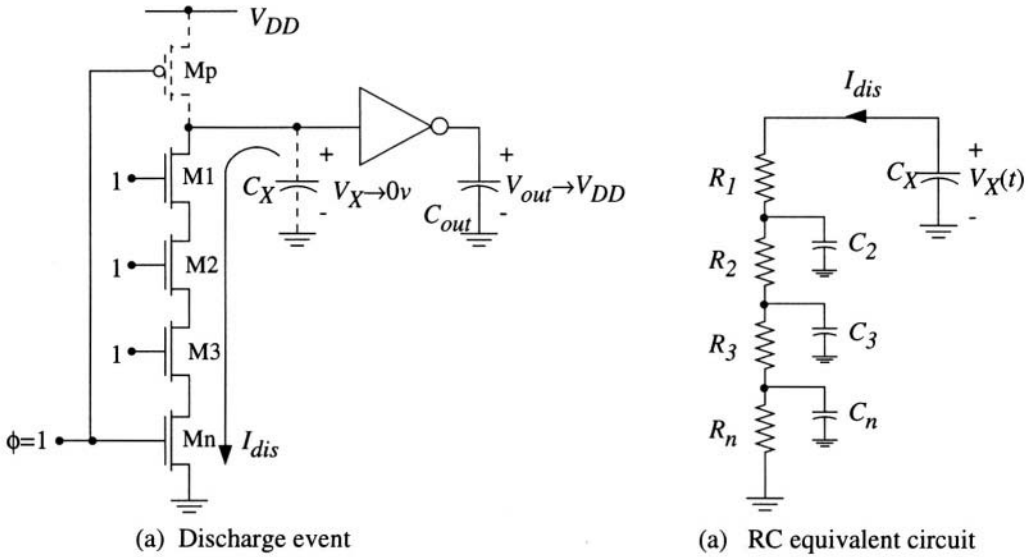 V_DD
Mp
M1
1
C_X
+
V_X→0v
-
+
V_out→V_DD
-
C_out
1
M2
1
M3
ϕ=1
Mn
I_dis
(a) Discharge event
I_dis
R_1
C_X
+
V_X(t)
-
C_2
R_2
C_3
R_3
C_n
R_n
(a) RC equivalent circuit